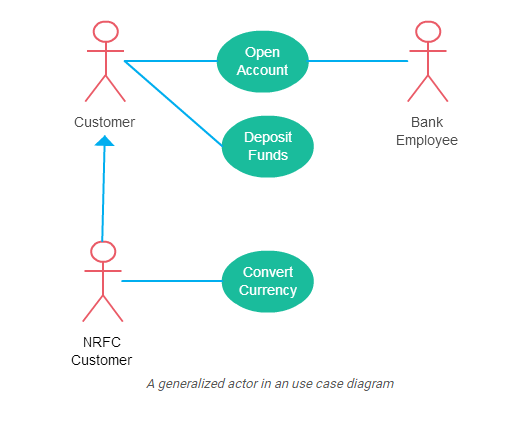 Open
Account
Customer
Bank
Employee
Deposit
Funds
Convert
Currency
NRFC
Customer
A generalized actor in an use case diagram